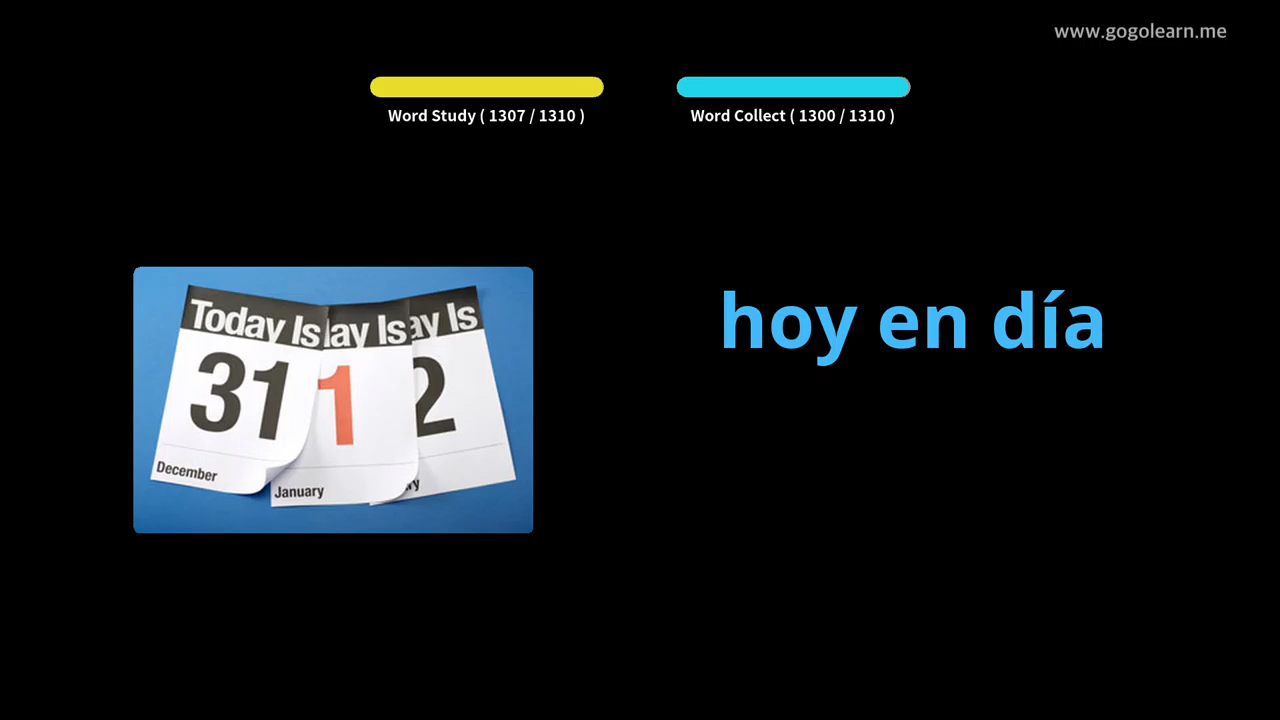 www.gogolearn.me
Word Study ( 1307 / 1310 )
Word Collect ( 1300 / 1310 )
Today Is
ay Is
ay Is
31
1
2
December
January
ry
hoy en día